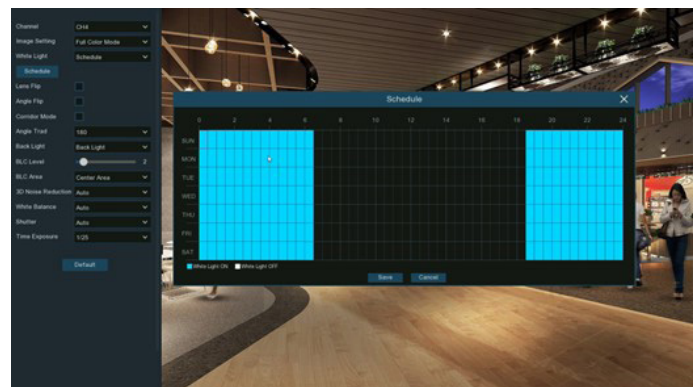 Channel CH4
Image Setting Full Color Mode
White Light Schedule
Schedule
Lens Flip
Angle Flip
Corridor Mode
Angle Trad 180
Back Light Back Light
BLC Level 2
BLC Area Center Area
3D Noise Reduction Auto
White Balance Auto
Shutter Auto
Time Exposure 1/25
Default
Schedule
0 2 4 6 8 10 12 14 16 18 20 22 24
SUN
MON
TUE
WED
THU
FRI
SAT
White Light ON White Light OFF
Save Cancel